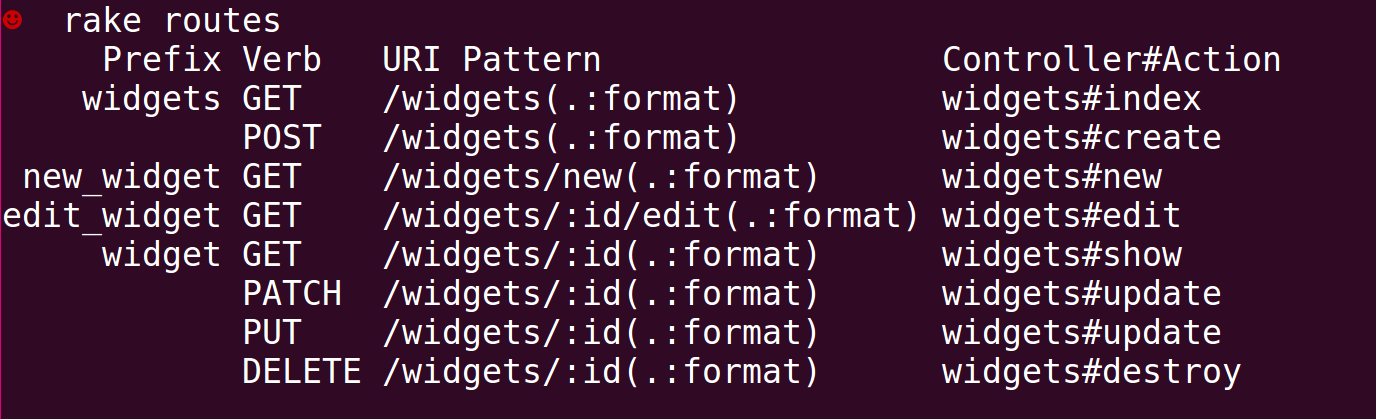 ☻ rake routes
Prefix Verb URI Pattern Controller#Action
widgets GET /widgets(.:format) widgets#index
POST /widgets(.:format) widgets#create
new_widget GET /widgets/new(.:format) widgets#new
edit_widget GET /widgets/:id/edit(.:format) widgets#edit
widget GET /widgets/:id(.:format) widgets#show
PATCH /widgets/:id(.:format) widgets#update
PUT /widgets/:id(.:format) widgets#update
DELETE /widgets/:id(.:format) widgets#destroy